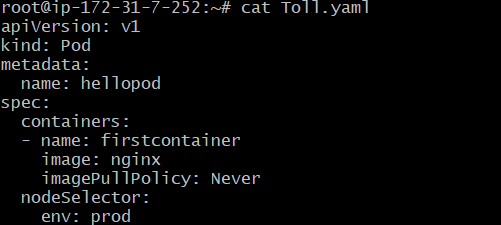 root@ip-172-31-7-252:~# cat Toll.yaml
apiVersion: v1
kind: Pod
metadata:
  name: hellopod
spec:
  containers:
  - name: firstcontainer
    image: nginx
    imagePullPolicy: Never
  nodeSelector:
    env: prod